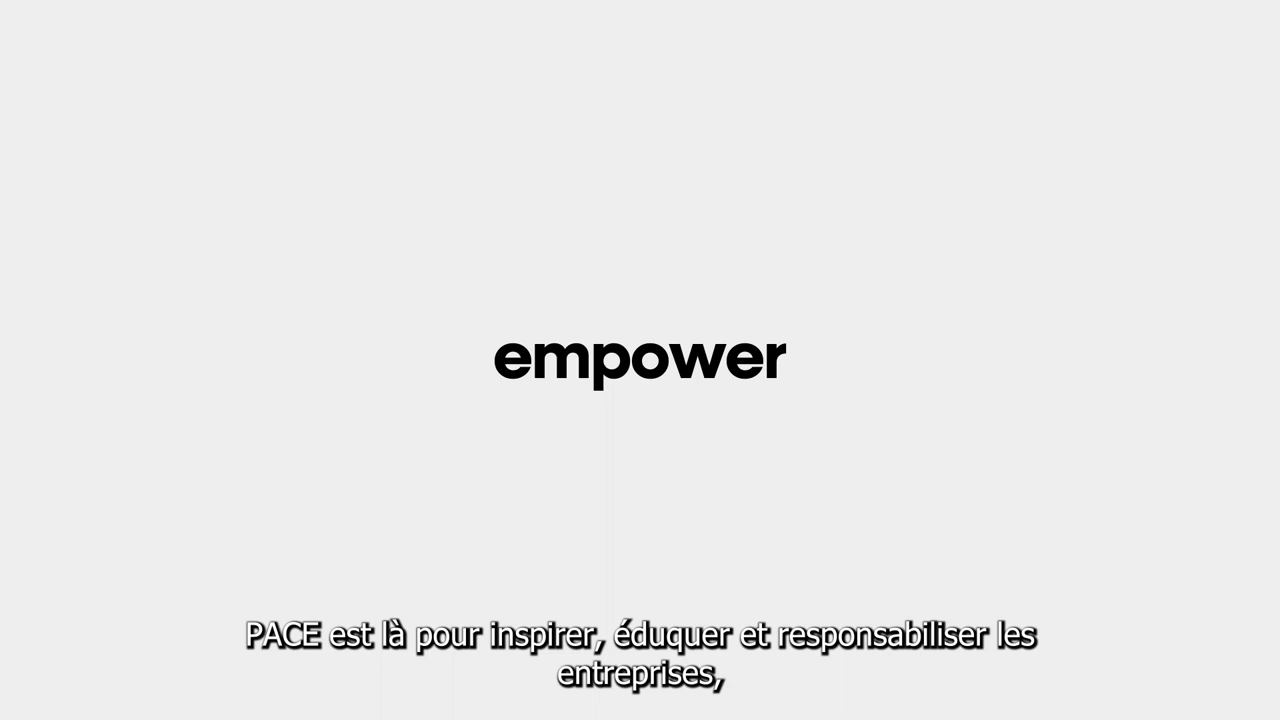 empower
PACE est là pour inspirer, éduquer et responsabiliser les
entreprises,